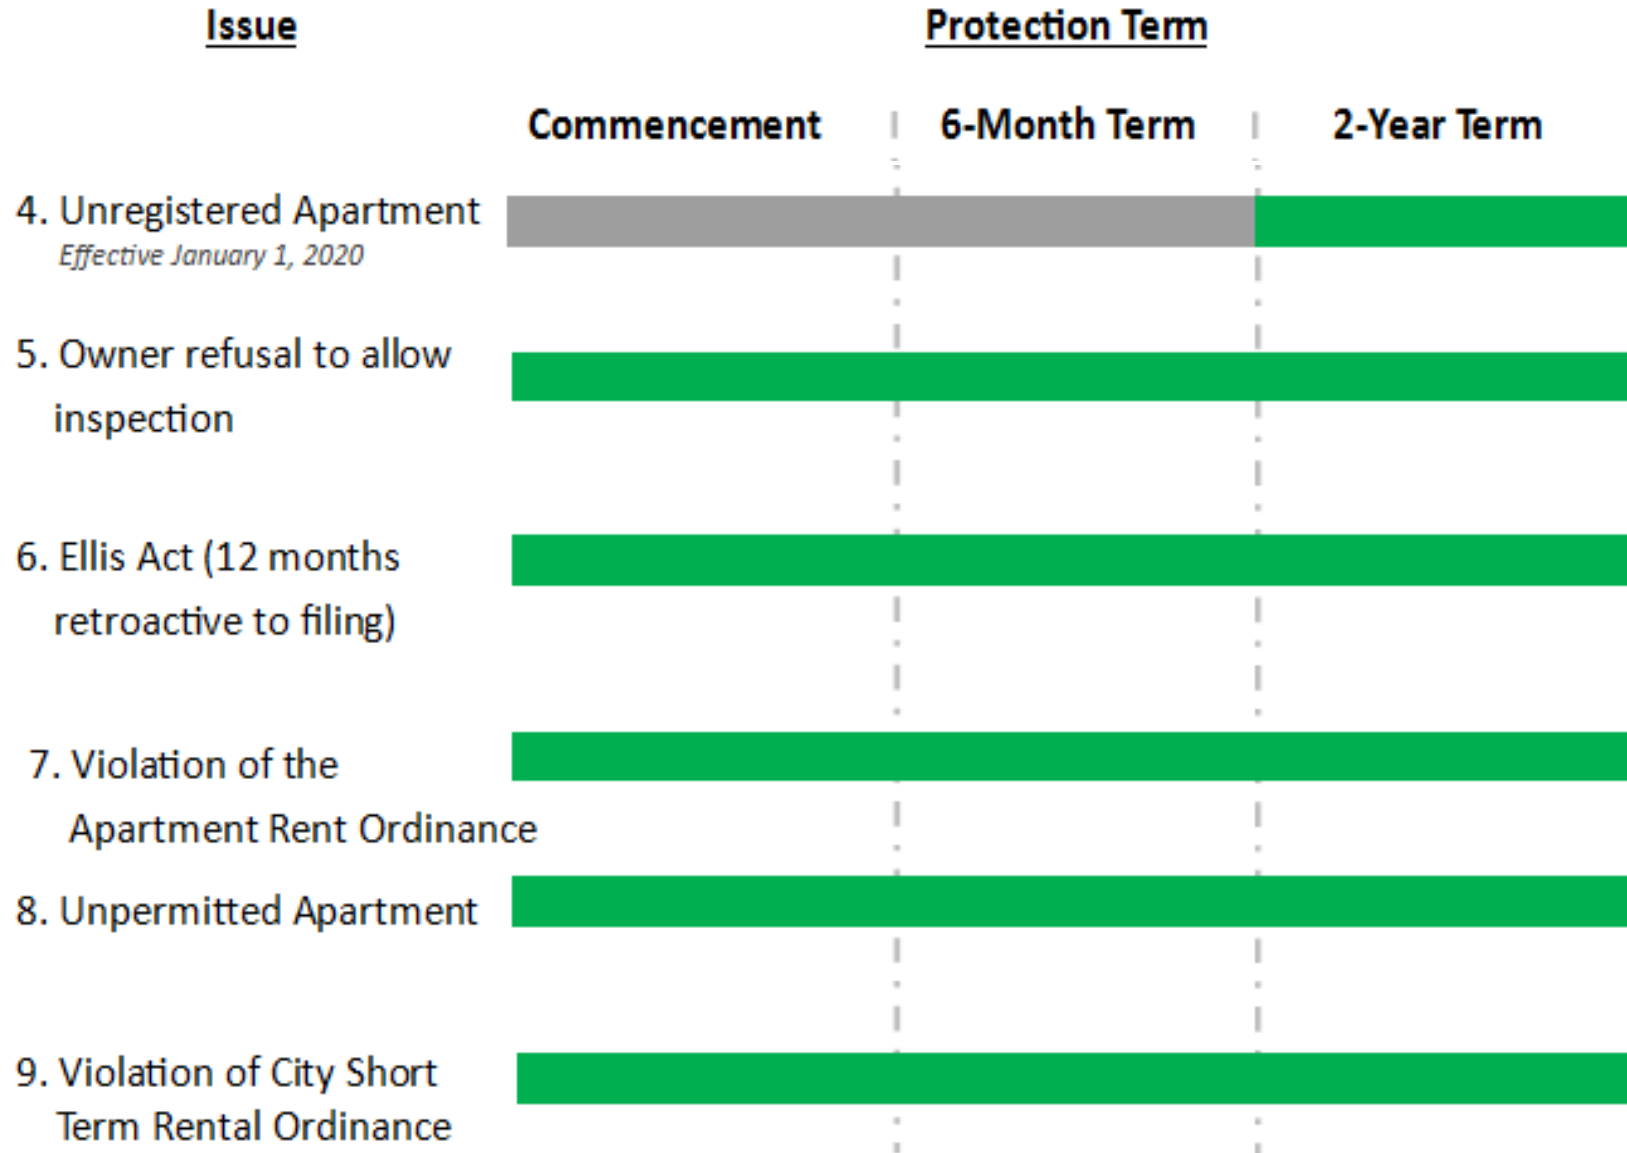 Issue
Protection Term
Commencement
6-Month Term
2-Year Term
4. Unregistered Apartment
Effective January 1, 2020
5. Owner refusal to allow
inspection
6. Ellis Act (12 months
retroactive to filing)
7. Violation of the
Apartment Rent Ordinance
8. Unpermitted Apartment
9. Violation of City Short
Term Rental Ordinance